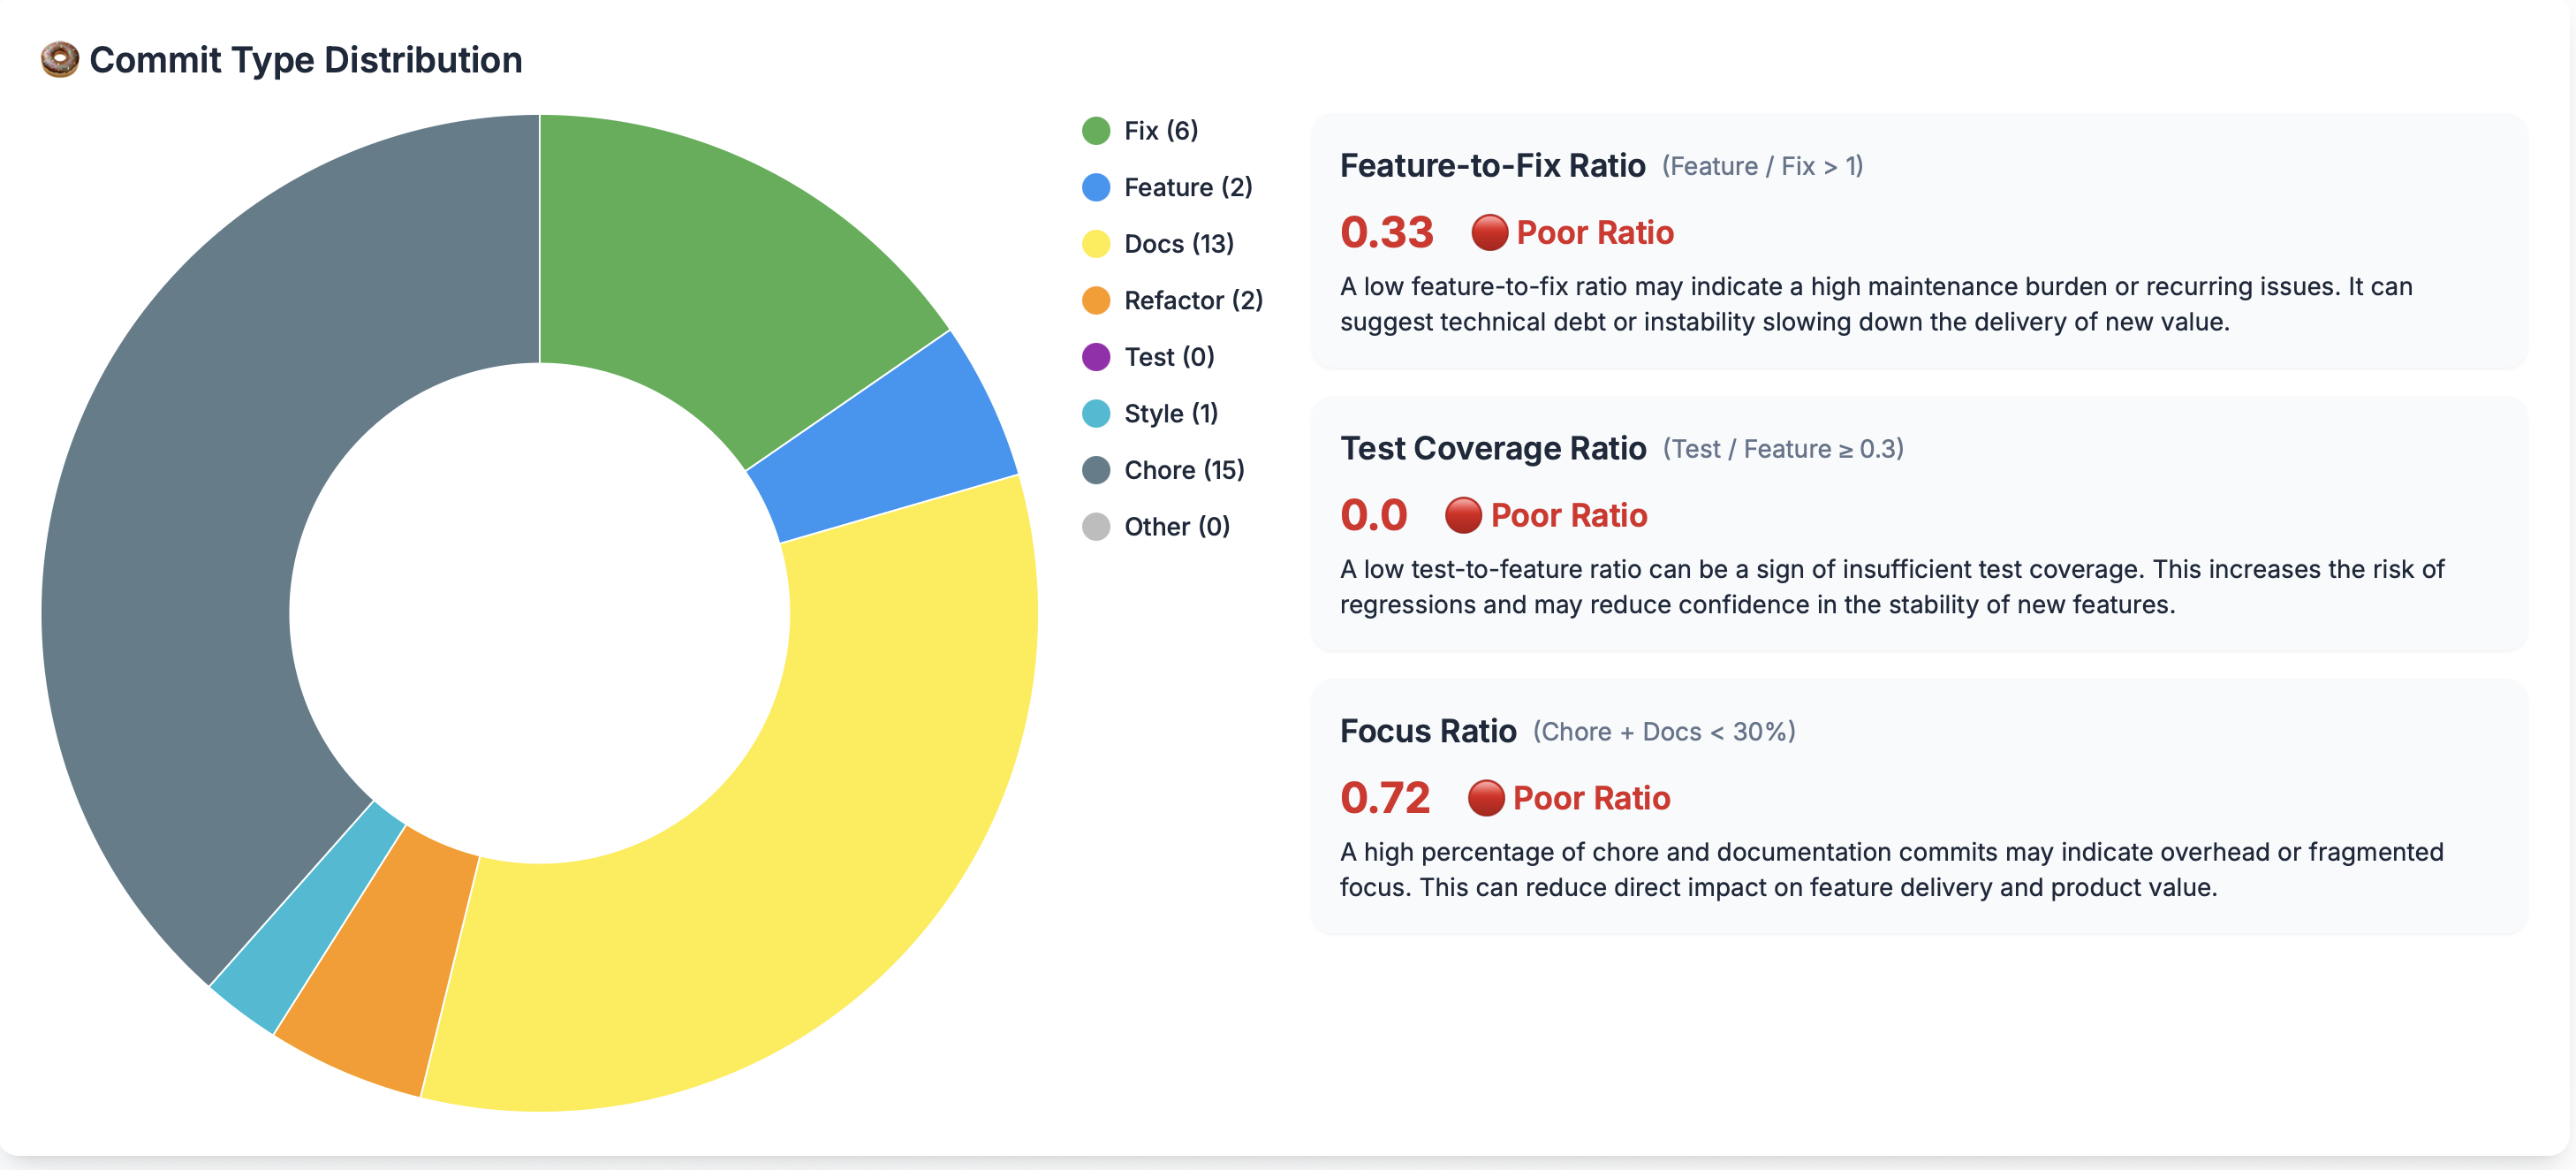 Commit Type Distribution
Fix (6)
Feature (2)
Docs (13)
Refactor (2)
Test (0)
Style (1)
Chore (15)
Other (0)
Feature-to-Fix Ratio (Feature / Fix > 1)
0.33 Poor Ratio
A low feature-to-fix ratio may indicate a high maintenance burden or recurring issues. It can
suggest technical debt or instability slowing down the delivery of new value.
Test Coverage Ratio (Test / Feature ≥ 0.3)
0.0 Poor Ratio
A low test-to-feature ratio can be a sign of insufficient test coverage. This increases the risk of
regressions and may reduce confidence in the stability of new features.
Focus Ratio (Chore + Docs < 30%)
0.72 Poor Ratio
A high percentage of chore and documentation commits may indicate overhead or fragmented
focus. This can reduce direct impact on feature delivery and product value.